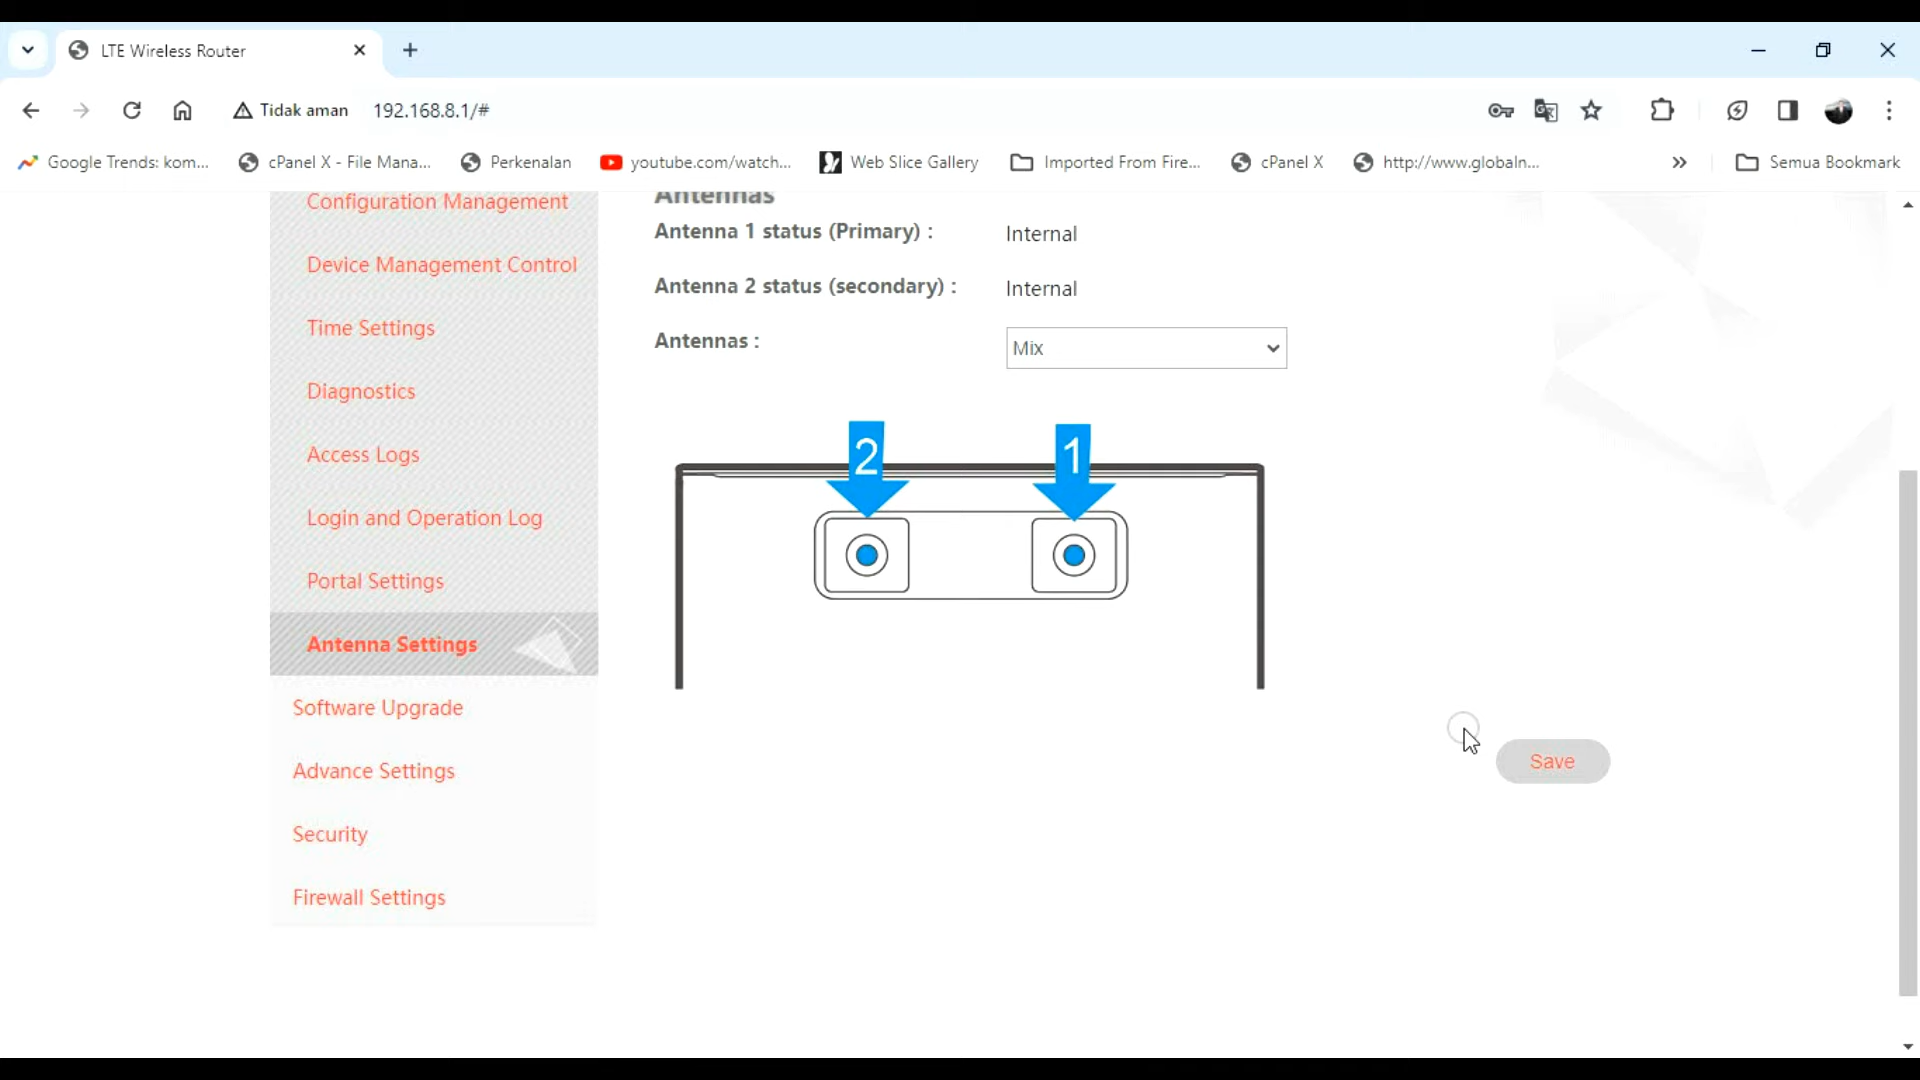 LTE Wireless Router
Tidak aman 192.168.8.1/#
Google Trends: kom... cPanel X - File Mana... Perkenalan youtube.com/watch... Web Slice Gallery Imported From Fire... cPanel X http://www.globaln... » Semua Bookmark
Configuration Management
Device Management Control
Time Settings
Diagnostics
Access Logs
Login and Operation Log
Portal Settings
Antenna Settings
Software Upgrade
Advance Settings
Security
Firewall Settings
Antennas
Antenna 1 status (Primary) : Internal
Antenna 2 status (secondary) : Internal
Antennas : Mix
2 1
Save